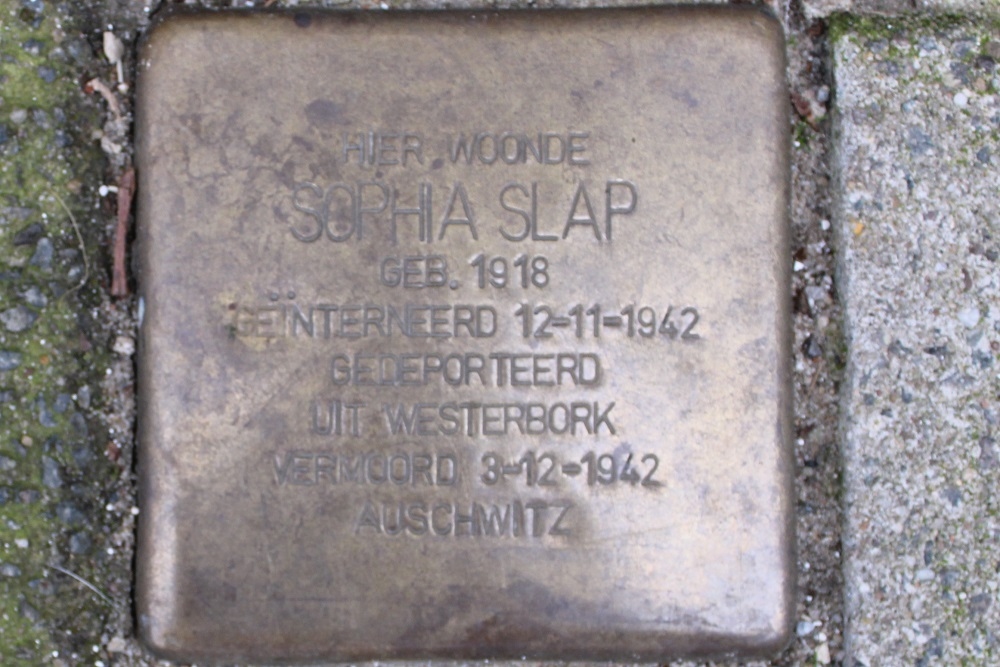 HIER WOONDE
SOPHIA SLAP
GEB. 1918
GEÏNTERNEERD 12-11-1942
GEDEPORTEERD
UIT WESTERBORK
VERMOORD 3-12-1942
AUSCHWITZ